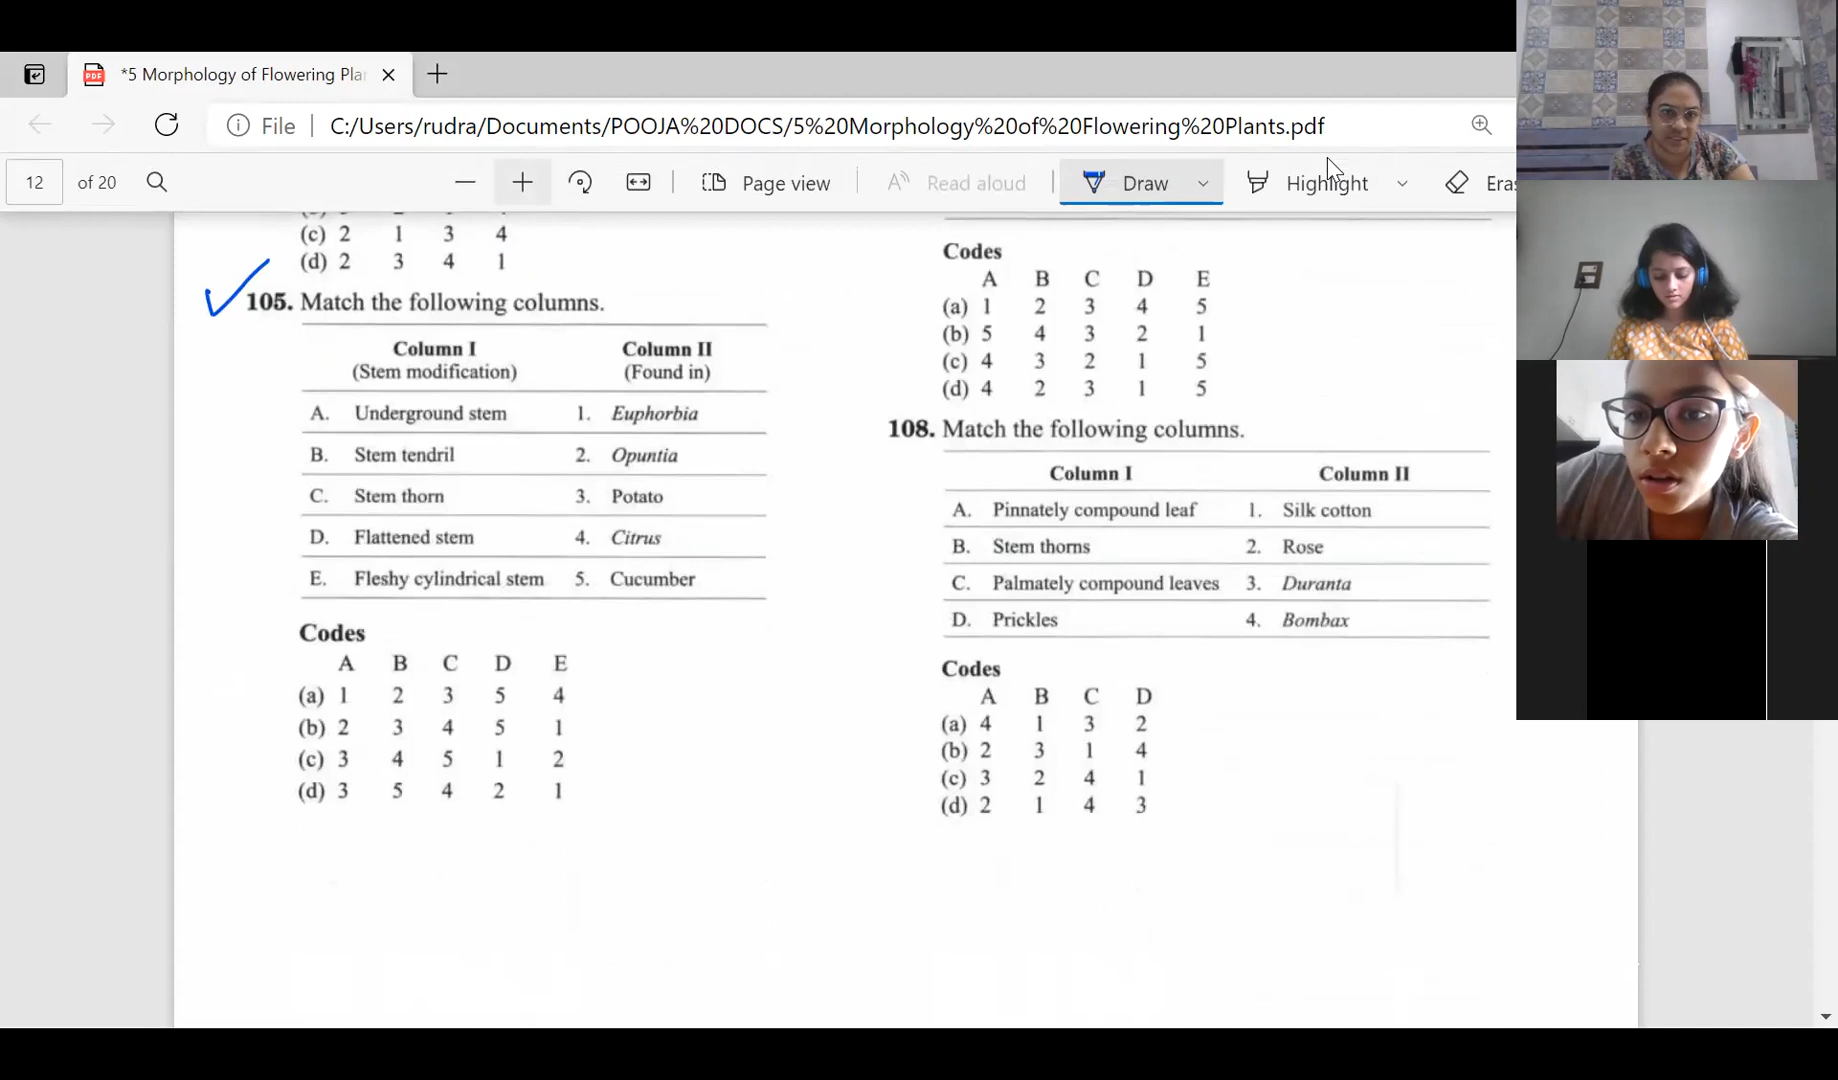 *5 Morphology of Flowering Pla
File
C:/Users/rudra/Documents/POOJA%20DOCS/5%20Morphology%20of%20Flowering%20Plants.pdf
12 of 20
Page view
Read aloud
Draw
Highlight
Eras
(c) 2 1 3 4
(d) 2 3 4 1
105. Match the following columns.
Column I Column II
(Stem modification) (Found in)
A. Underground stem 1. Euphorbia
B. Stem tendril 2. Opuntia
C. Stem thorn 3. Potato
D. Flattened stem 4. Citrus
E. Fleshy cylindrical stem 5. Cucumber
Codes
A B C D E
(a) 1 2 3 5 4
(b) 2 3 4 5 1
(c) 3 4 5 1 2
(d) 3 5 4 2 1
Codes
A B C D E
(a) 1 2 3 4 5
(b) 5 4 3 2 1
(c) 4 3 2 1 5
(d) 4 2 3 1 5
108. Match the following columns.
Column I Column II
A. Pinnately compound leaf 1. Silk cotton
B. Stem thorns 2. Rose
C. Palmately compound leaves 3. Duranta
D. Prickles 4. Bombax
Codes
A B C D
(a) 4 1 3 2
(b) 2 3 1 4
(c) 3 2 4 1
(d) 2 1 4 3